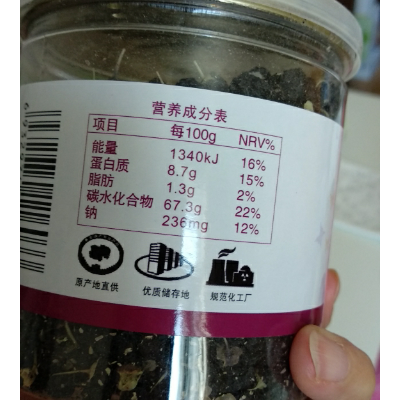 营养成分表
项目 每100g NRV%
能量 1340kJ 16%
蛋白质 8.7g 15%
脂肪 1.3g 2%
碳水化合物 67.3g 22%
钠 236mg 12%
原产地直供 优质储存地 规范化工厂